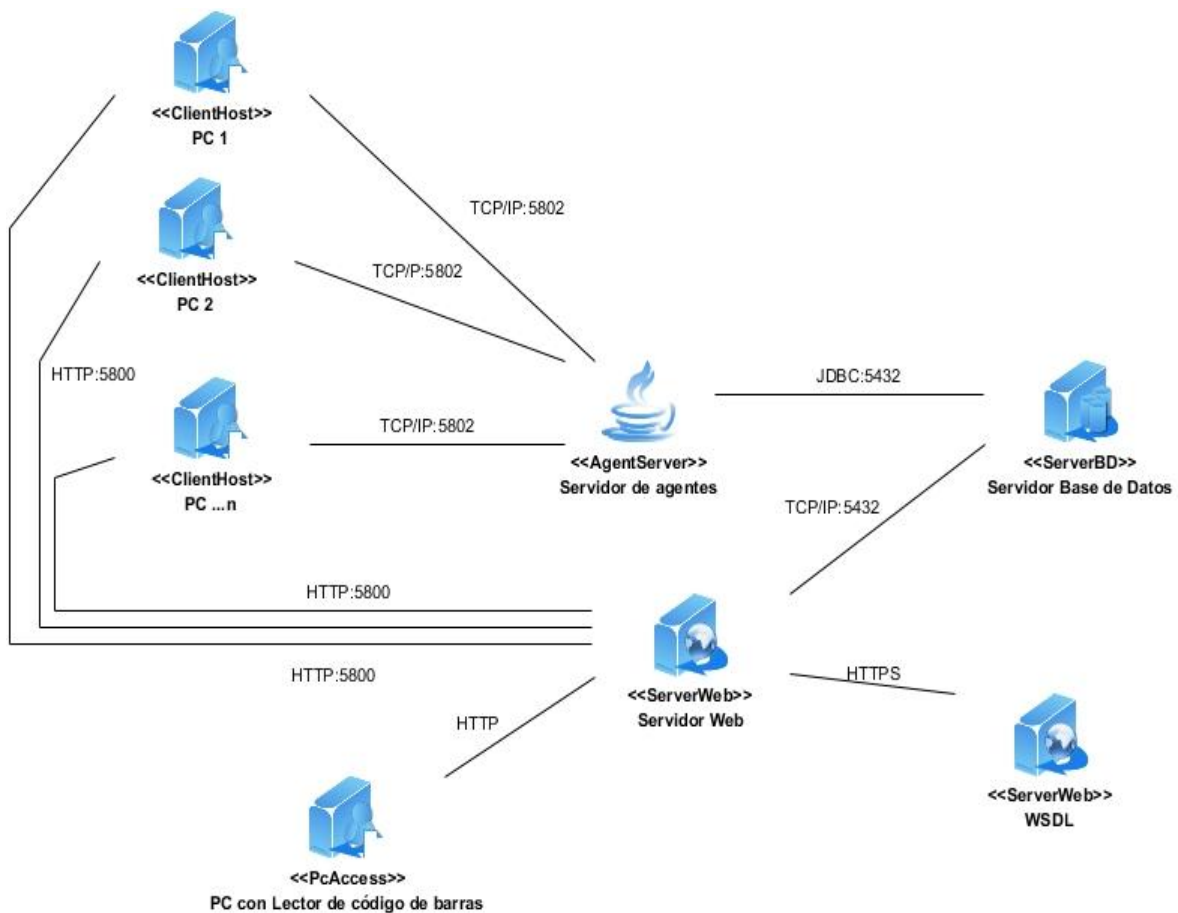 <<ClientHost>>
PC 1
TCP/IP:5802
<<ClientHost>>
PC 2
TCP/P:5802
HTTP:5800
<<ClientHost>>
PC ...n
TCP/IP:5802
<<AgentServer>>
Servidor de agentes
JDBC:5432
<<ServerBD>>
Servidor Base de Datos
TCP/IP:5432
HTTP:5800
HTTP:5800
<<ServerWeb>>
Servidor Web
HTTPS
HTTP
<<ServerWeb>>
WSDL
<<PcAccess>>
PC con Lector de código de barras